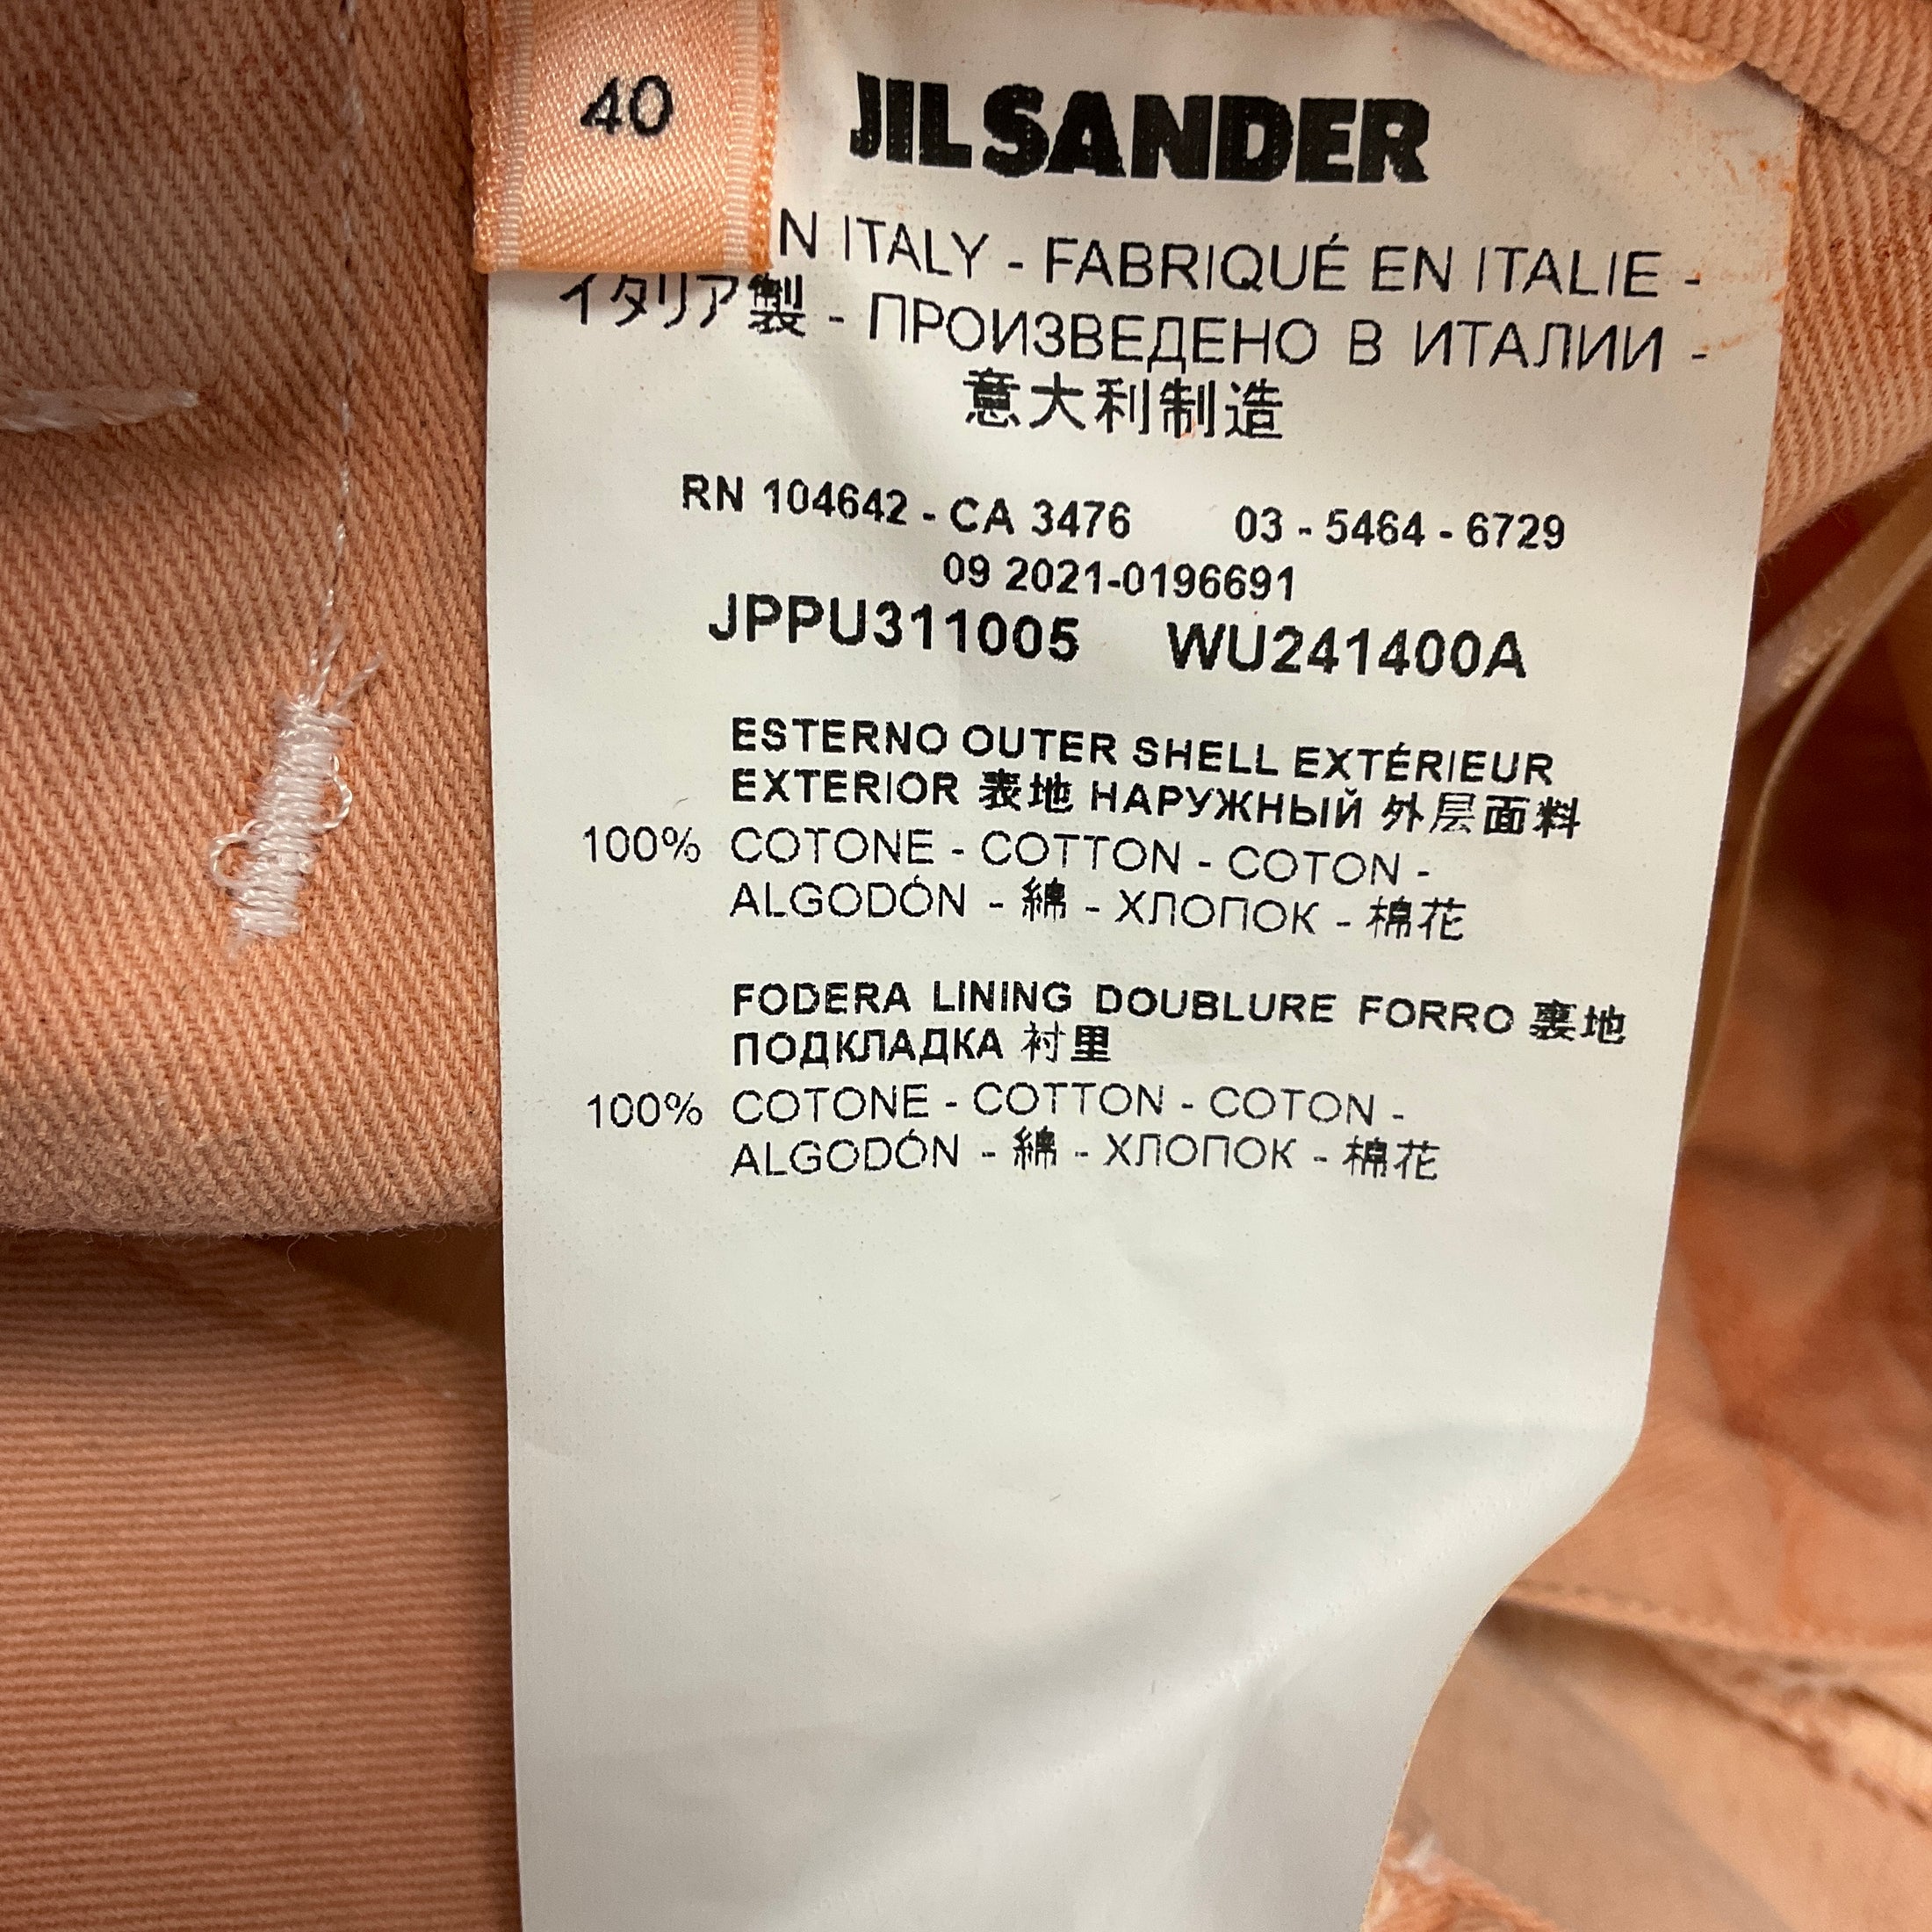 40
JIL SANDER
N ITALY - FABRIQUÉ EN ITALIE -
イタリア製 - ПРОИЗВЕДЕНО В ИТАЛИИ -
意大利制造
RN 104642 - CA 3476 03 - 5464 - 6729
09 2021-0196691
JPPU311005 WU241400A
ESTERNO OUTER SHELL EXTÉRIEUR
EXTERIOR 表地 НАРУЖНЫЙ 外层面料
100% COTONE - COTTON - COTON -
ALGODÓN - 綿 - ХЛОПОК - 棉花
FODERA LINING DOUBLURE FORRO 裏地
ПОДКЛАДКА 衬里
100% COTONE - COTTON - COTON -
ALGODÓN - 綿 - ХЛОПОК - 棉花